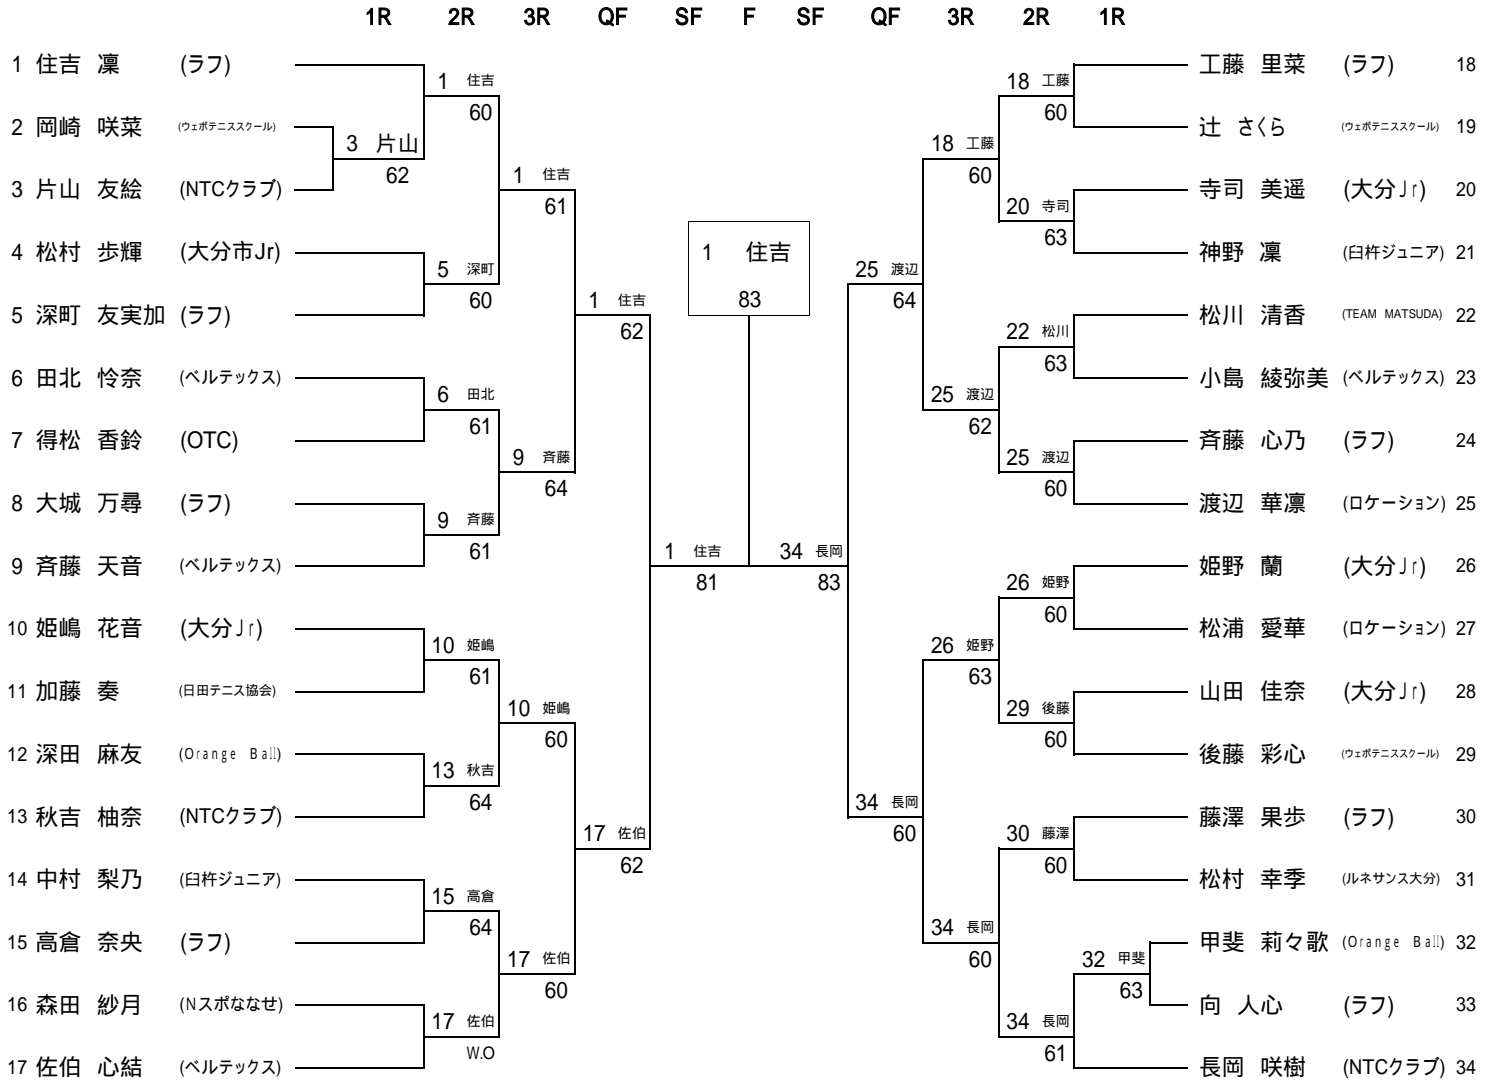 1R 2R 3R QF SF F SF QF 3R 2R 1R
1 住吉 凜 (ラフ)
2 岡崎 咲菜 (ウェボテニススクール)
3 片山 友絵 (NTCクラブ)
4 松村 歩輝 (大分市Jr)
5 深町 友実加 (ラフ)
6 田北 怜奈 (ベルテックス)
7 得松 香鈴 (OTC)
8 大城 万尋 (ラフ)
9 斉藤 天音 (ベルテックス)
10 姫嶋 花音 (大分Jr)
11 加藤 奏 (日田テニス協会)
12 深田 麻友 (Orange Ball)
13 秋吉 柚奈 (NTCクラブ)
14 中村 梨乃 (臼杵ジュニア)
15 高倉 奈央 (ラフ)
16 森田 紗月 (Nスポななせ)
17 佐伯 心結 (ベルテックス)
3 片山
62
1 住吉
60
5 深町
60
6 田北
61
9 斉藤
61
10 姫嶋
61
13 秋吉
64
15 高倉
64
17 佐伯
W.O
1 住吉
61
9 斉藤
64
10 姫嶋
60
17 佐伯
60
1 住吉
62
17 佐伯
62
1 住吉
81
1 住吉
83
34 長岡
83
25 渡辺
64
34 長岡
60
18 工藤
60
25 渡辺
62
26 姫野
63
34 長岡
60
18 工藤
60
20 寺司
63
22 松川
63
25 渡辺
60
26 姫野
60
29 後藤
60
30 藤澤
60
34 長岡
61
32 甲斐
63
工藤 里菜 (ラフ) 18
辻 さくら (ウェボテニススクール) 19
寺司 美遥 (大分Jr) 20
神野 凜 (臼杵ジュニア) 21
松川 清香 (TEAM MATSUDA) 22
小島 綾弥美 (ベルテックス) 23
斉藤 心乃 (ラフ) 24
渡辺 華凛 (ロケーション) 25
姫野 蘭 (大分Jr) 26
松浦 愛華 (ロケーション) 27
山田 佳奈 (大分Jr) 28
後藤 彩心 (ウェボテニススクール) 29
藤澤 果歩 (ラフ) 30
松村 幸季 (ルネサンス大分) 31
甲斐 莉々歌 (Orange Ball) 32
向 人心 (ラフ) 33
長岡 咲樹 (NTCクラブ) 34